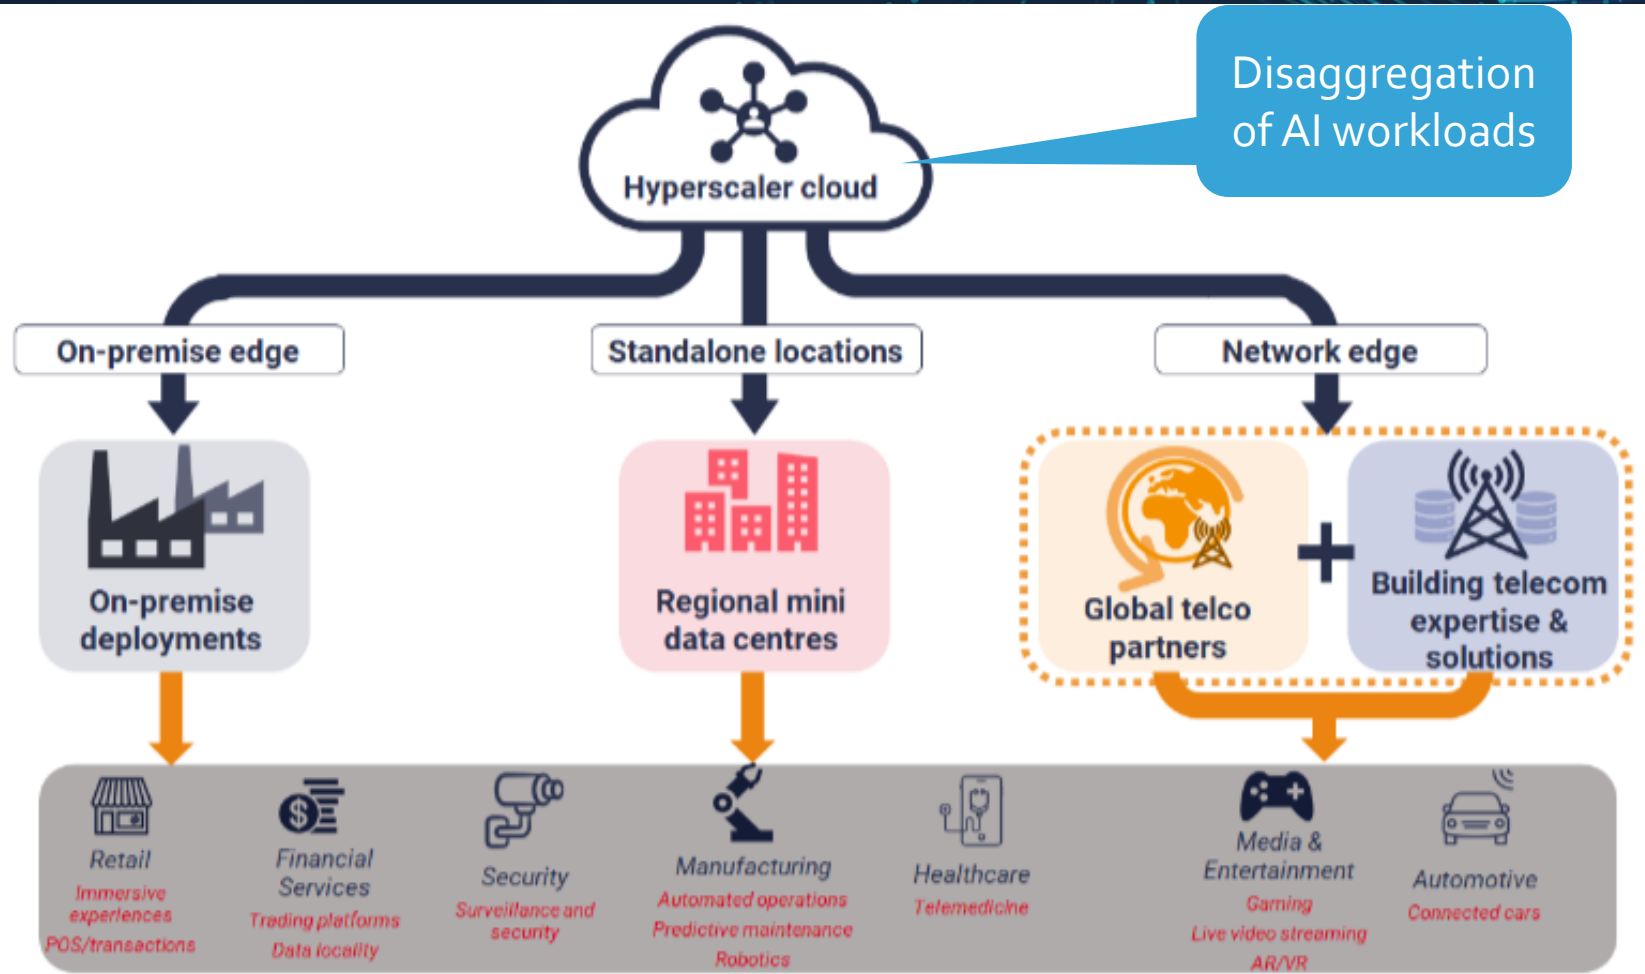 Disaggregation
of AI workloads
Hyperscaler cloud
On-premise edge
Standalone locations
Network edge
On-premise
deployments
Regional mini
data centres
Global telco
partners
Building telecom
expertise &
solutions
Retail
Immersive
experiences
POS/transactions
Financial
Services
Trading platforms
Data locality
Security
Surveillance and
security
Manufacturing
Automated operations
Predictive maintenance
Robotics
Healthcare
Telemedicine
Media &
Entertainment
Gaming
Live video streaming
AR/VR
Automotive
Connected cars